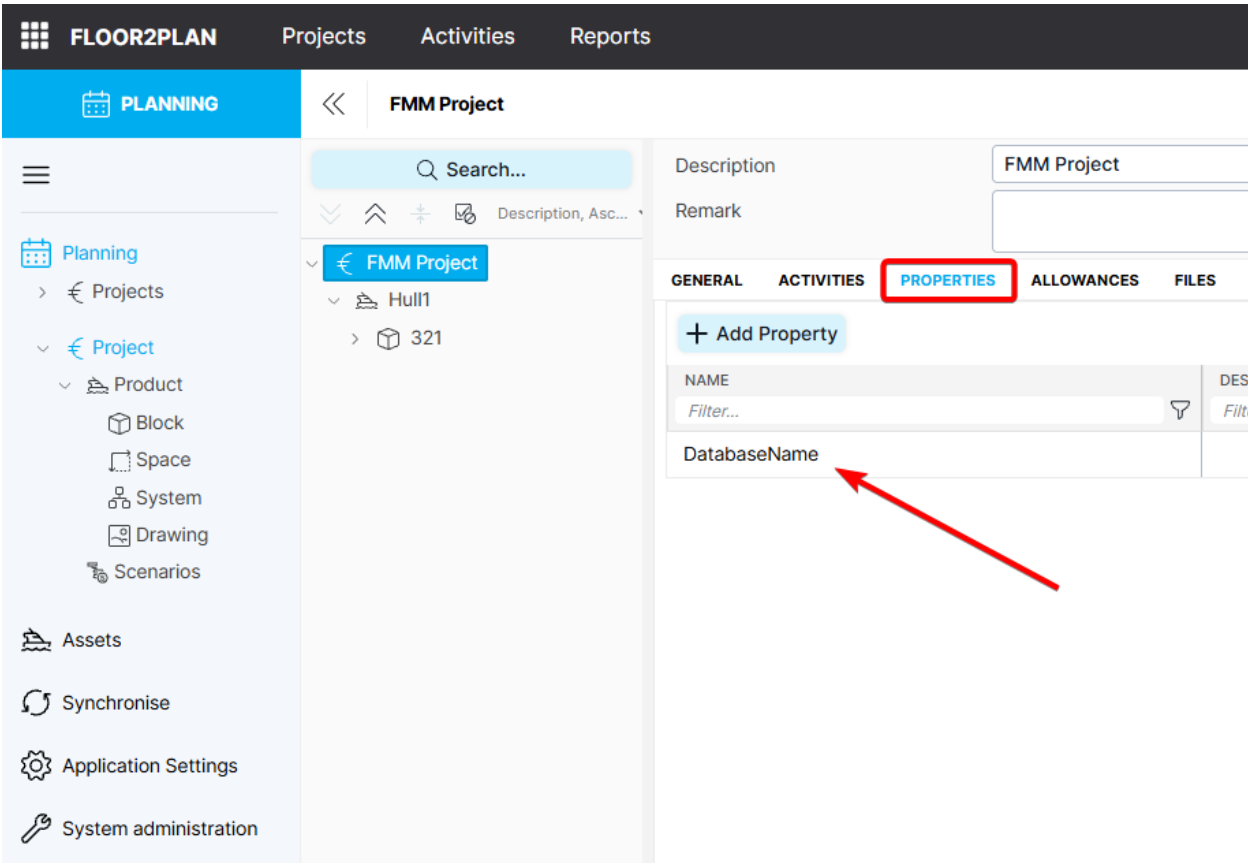 FLOOR2PLAN Projects Activities Reports
PLANNING
FMM Project
Search...
Description, Asc...
Planning
Projects
Project
Product
Block
Space
System
Drawing
Scenarios
Assets
Synchronise
Application Settings
System administration
FMM Project
Hull1
321
Description FMM Project
Remark
GENERAL ACTIVITIES PROPERTIES ALLOWANCES FILES
+ Add Property
NAME DES
Filter... Filt
DatabaseName